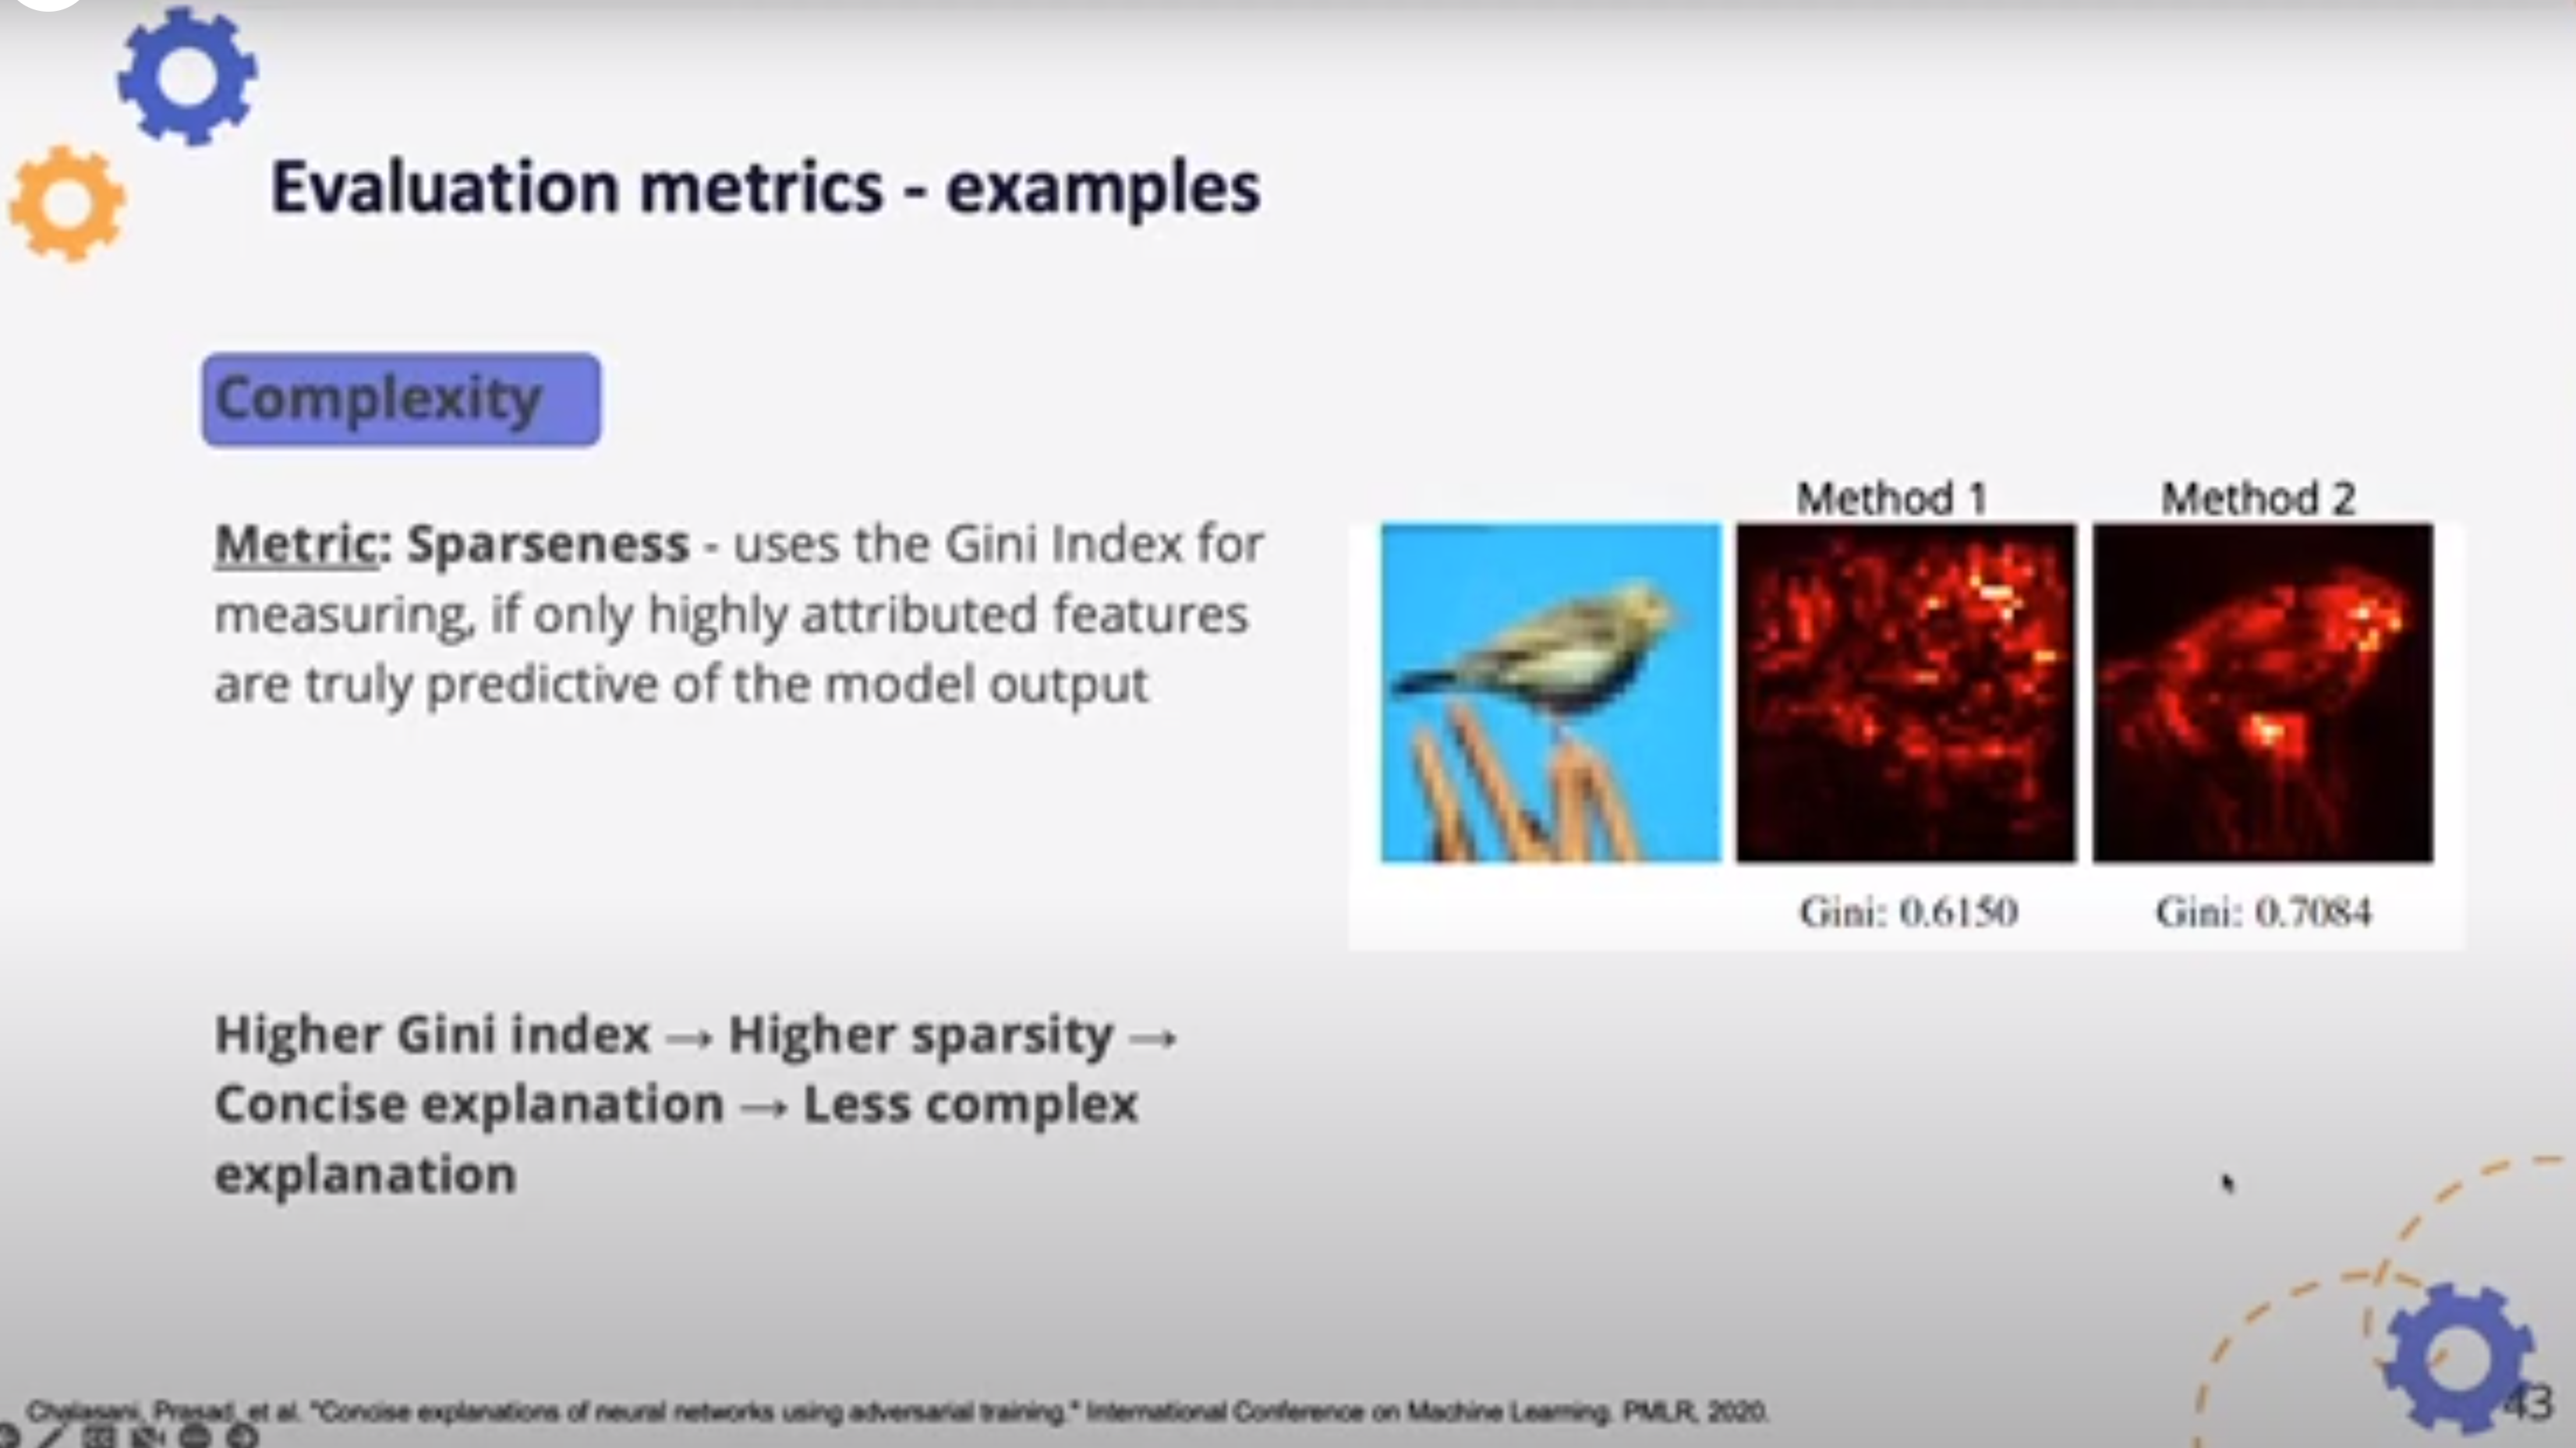 Evaluation metrics - examples
Complexity
Metric: Sparseness - uses the Gini Index for
measuring, if only highly attributed features
are truly predictive of the model output
Method 1
Method 2
Gini: 0.6150
Gini: 0.7084
Higher Gini index → Higher sparsity →
Concise explanation → Less complex
explanation
Chalasani, Prasad, et al. "Concise explanations of neural networks using adversarial training." International Conference on Machine Learning. PMLR, 2020.
43